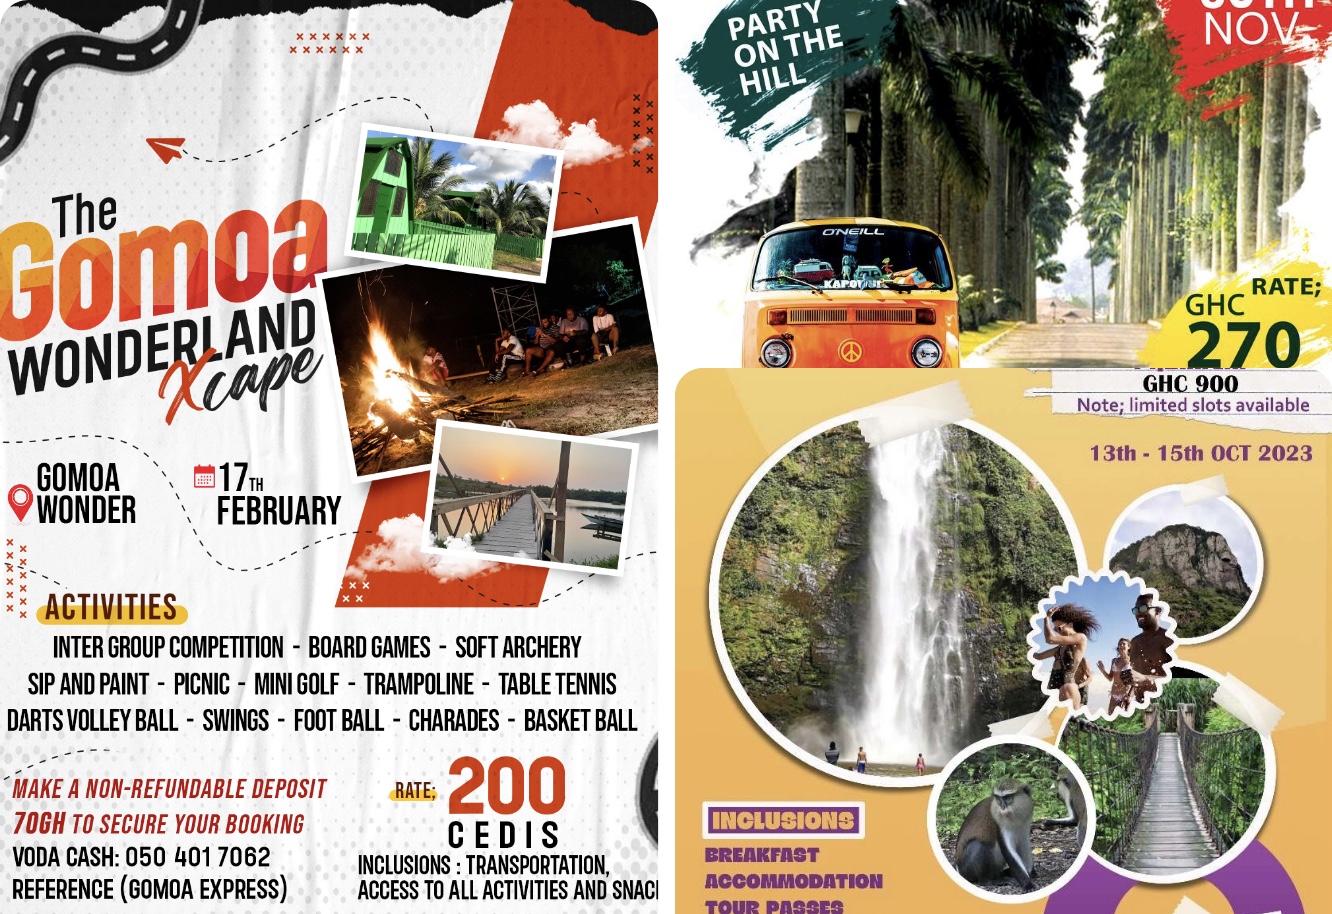 The
Gomoa
WONDERLAND
Xcape
GOMOA
WONDER
17TH
FEBRUARY
ACTIVITIES
INTER GROUP COMPETITION - BOARD GAMES - SOFT ARCHERY
SIP AND PAINT - PICNIC - MINI GOLF - TRAMPOLINE - TABLE TENNIS
DARTS VOLLEY BALL - SWINGS - FOOT BALL - CHARADES - BASKET BALL
MAKE A NON-REFUNDABLE DEPOSIT
70GH TO SECURE YOUR BOOKING
VODA CASH: 050 401 7062
REFERENCE (GOMOA EXPRESS)
RATE; 200
CEDIS
INCLUSIONS : TRANSPORTATION,
ACCESS TO ALL ACTIVITIES AND SNAC
PARTY
ON THE
HILL
NOV
O'NEILL
RATE;
GHC
270
GHC 900
Note; limited slots available
13th - 15th OCT 2023
INCLUSIONS
BREAKFAST
ACCOMMODATION
TOUR PASSES